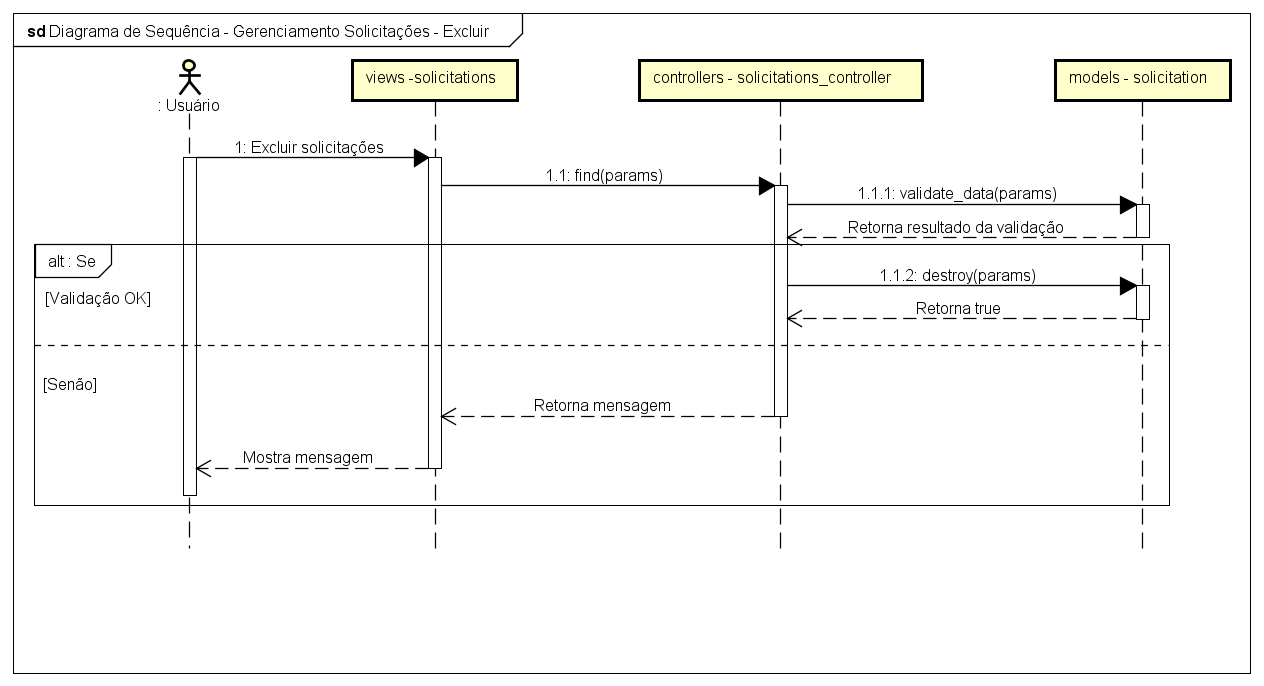 sd Diagrama de Sequência - Gerenciamento Solicitações - Excluir
: Usuário
views -solicitations
controllers - solicitations_controller
models - solicitation
1: Excluir solicitações
1.1: find(params)
1.1.1: validate_data(params)
Retorna resultado da validação
alt : Se
[Validação OK]
1.1.2: destroy(params)
Retorna true
[Senão]
Retorna mensagem
Mostra mensagem